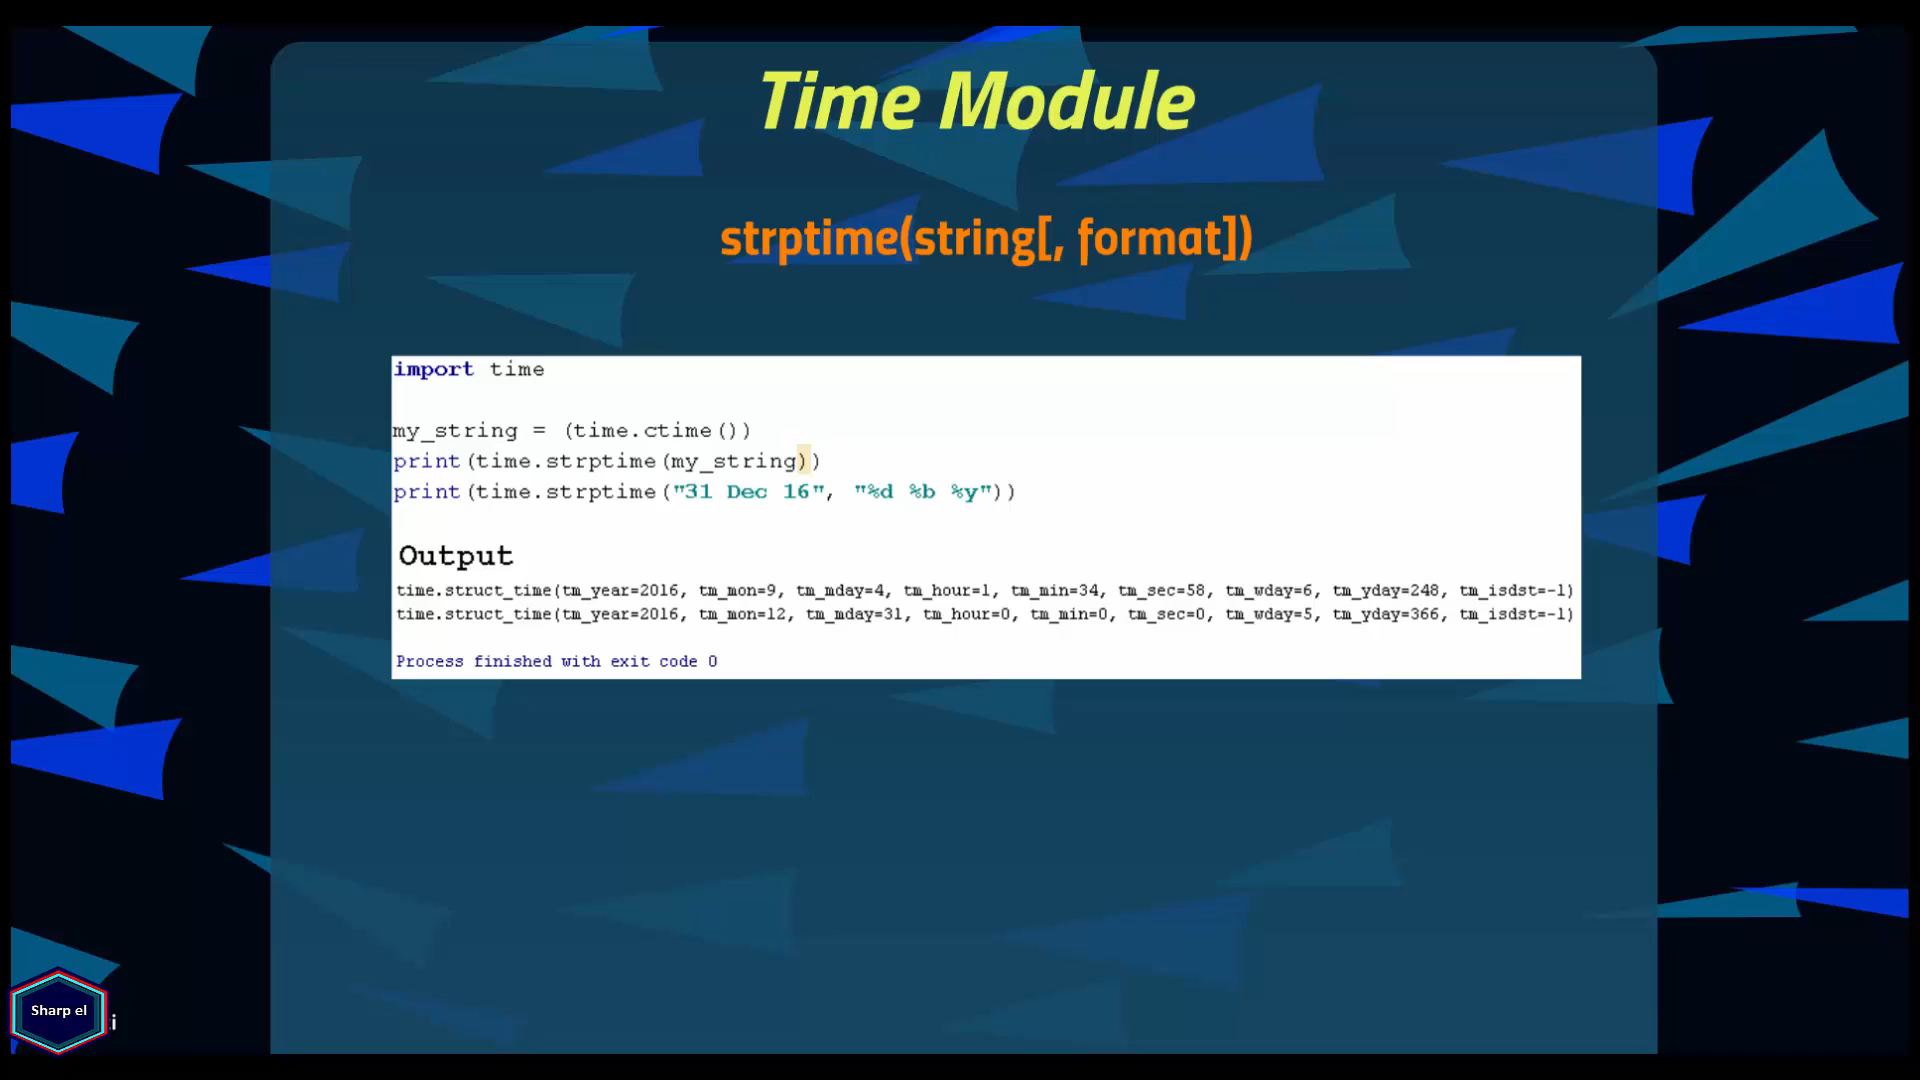 Time Module
strptime(string[, format])
import time
my_string = (time.ctime())
print(time.strptime(my_string))
print(time.strptime("31 Dec 16", "%d %b %y"))
Output
time.struct_time(tm_year=2016, tm_mon=9, tm_mday=4, tm_hour=1, tm_min=34, tm_sec=58, tm_wday=6, tm_yday=248, tm_isdst=-1)
time.struct_time(tm_year=2016, tm_mon=12, tm_mday=31, tm_hour=0, tm_min=0, tm_sec=0, tm_wday=5, tm_yday=366, tm_isdst=-1)
Process finished with exit code 0
Sharp el